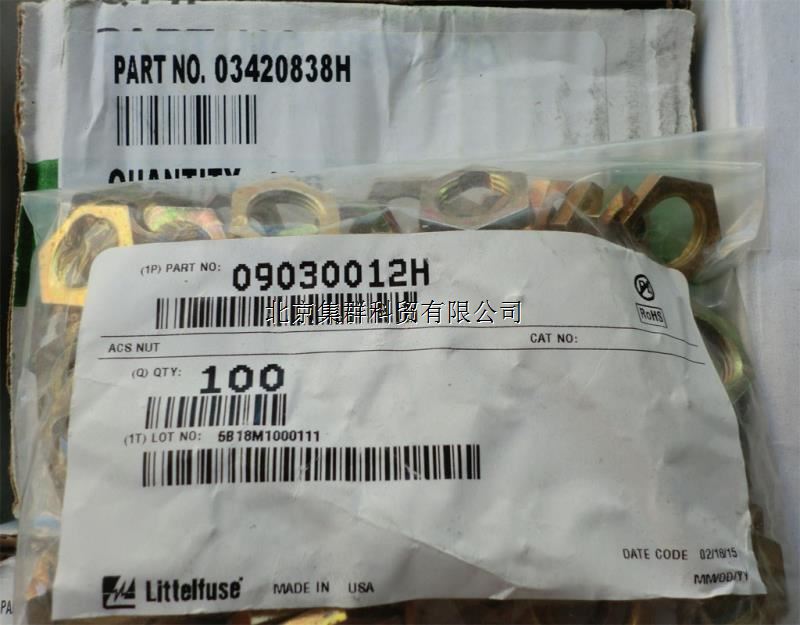 PART NO. 03420838H
QUANTITY
(1P) PART NO: 09030012H
北京集群科贸有限公司
RoHS
ACS NUT
CAT NO:
(Q) QTY: 100
(1T) LOT NO: 5B18M1000111
DATE CODE 02/18/15
MM/DD/YY
Littelfuse® MADE IN USA
PA